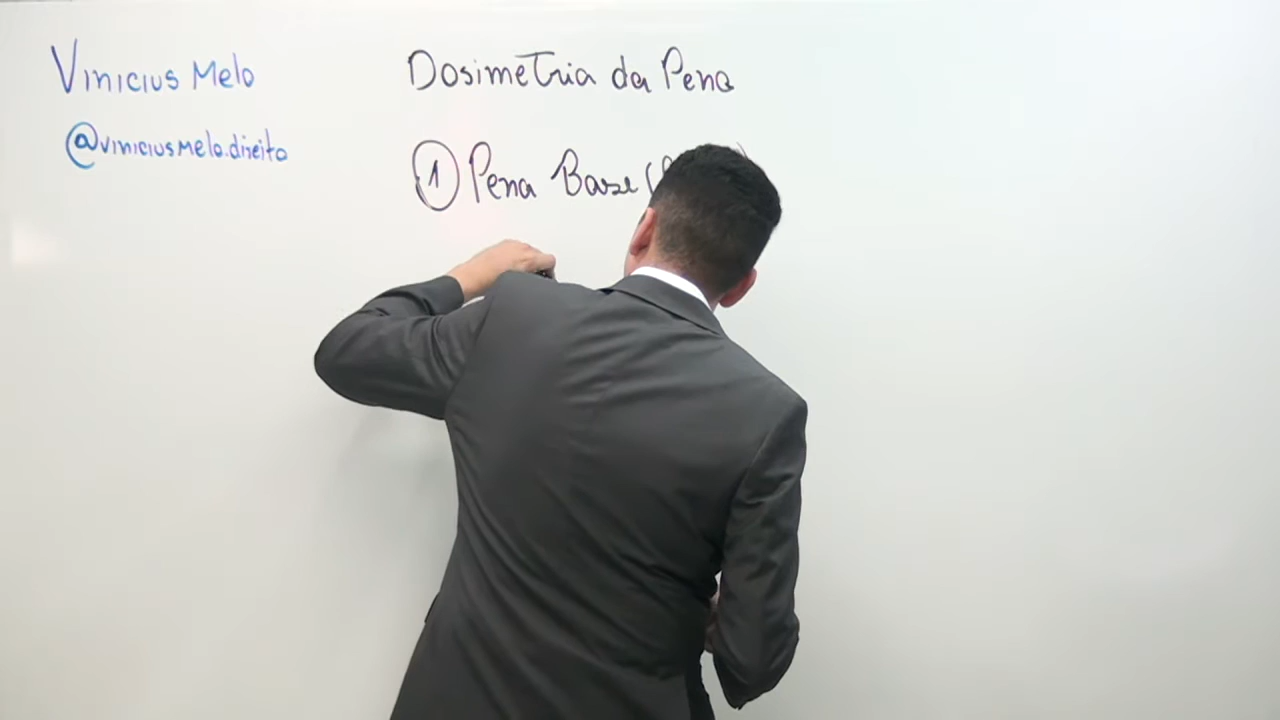 Vinicius Melo
@viniciusmelo.direito
Dosimetria da Pena
1 Pena Base (